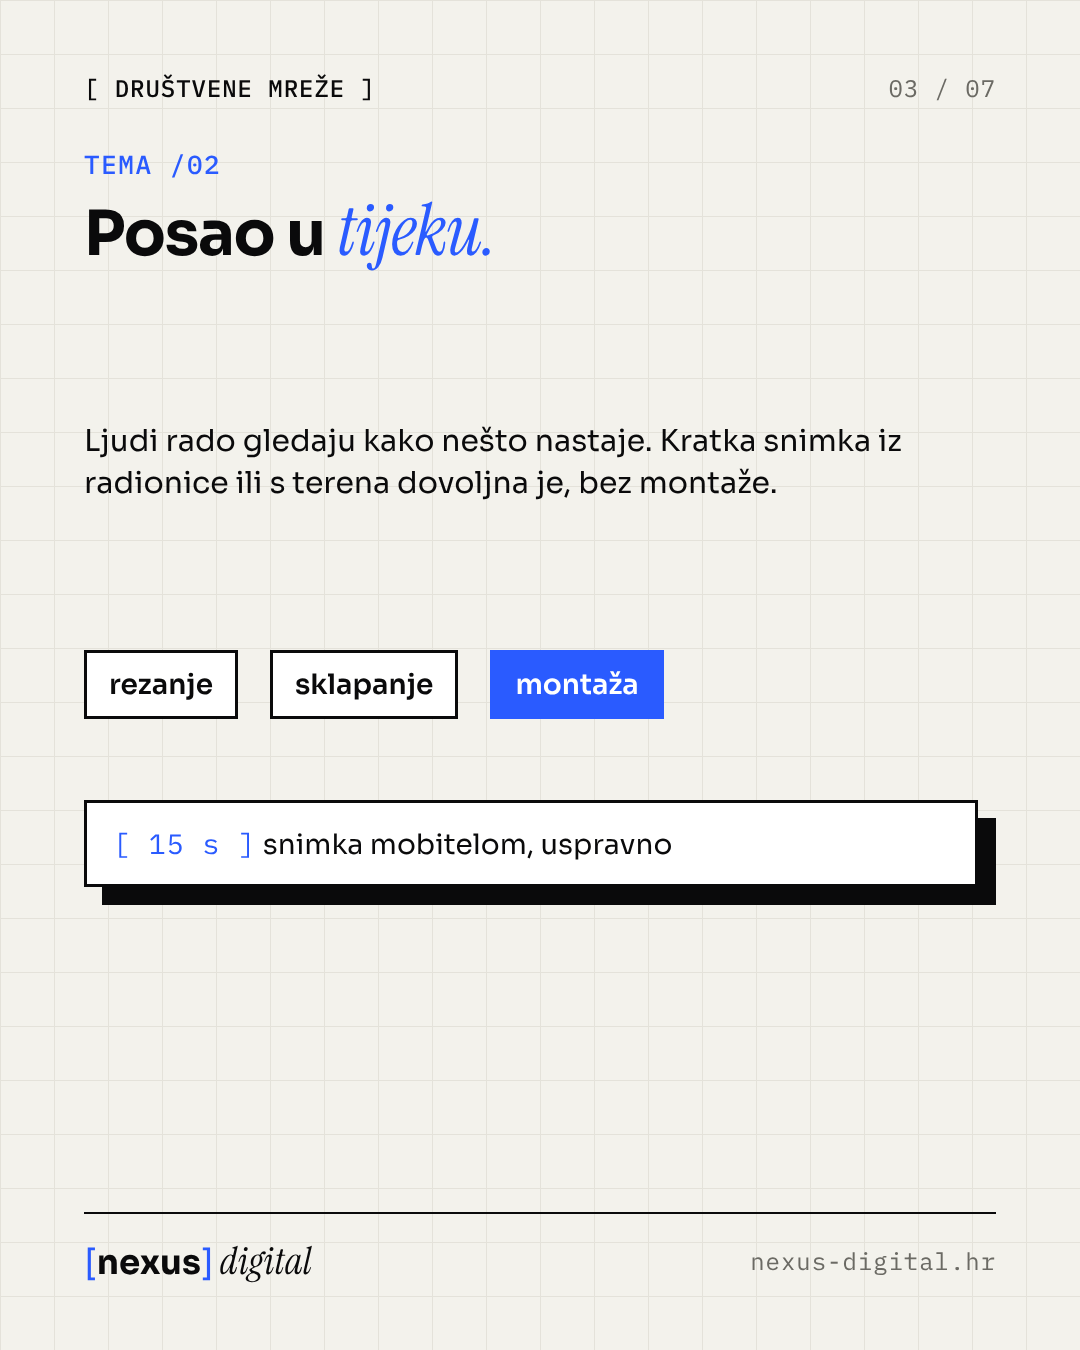 [ DRUŠTVENE MREŽE ]
03 / 07
TEMA /02
Posao u tijeku.
Ljudi rado gledaju kako nešto nastaje. Kratka snimka iz
radionice ili s terena dovoljna je, bez montaže.
rezanje
sklapanje
montaža
[ 15 s ] snimka mobitelom, uspravno
[nexus] digital
nexus-digital.hr